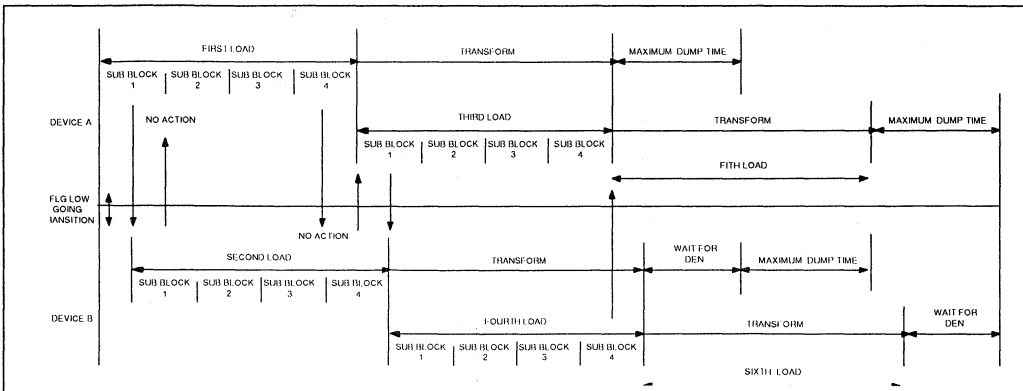 FIRST LOAD
TRANSFORM
MAXIMUM DUMP TIME
SUB BLOCK 1
SUB BLOCK 2
SUB BLOCK 3
SUB BLOCK 4
DEVICE A
NO ACTION
THIRD LOAD
TRANSFORM
MAXIMUM DUMP TIME
SUB BLOCK 1
SUB BLOCK 2
SUB BLOCK 3
SUB BLOCK 4
FITH LOAD
FLG LOW
GOING
RANSITION
NO ACTION
SECOND LOAD
TRANSFORM
WAIT FOR
DEN
MAXIMUM DUMP TIME
SUB BLOCK 1
SUB BLOCK 2
SUB BLOCK 3
SUB BLOCK 4
DEVICE B
FOURTH LOAD
TRANSFORM
WAIT FOR
DEN
SUB BLOCK 1
SUB BLOCK 2
SUB BLOCK 3
SUB BLOCK 4
SIXTH LOAD